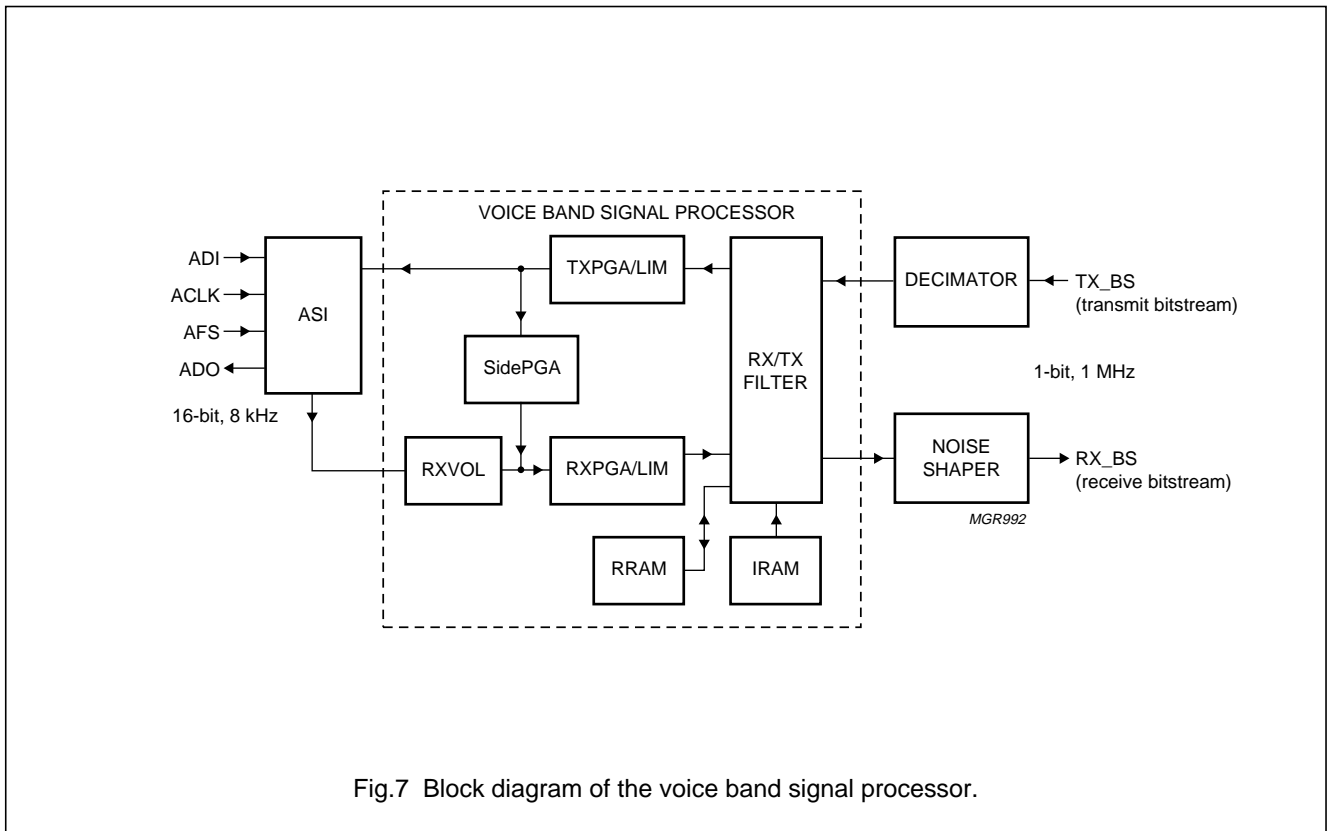 VOICE BAND SIGNAL PROCESSOR
ADI
ACLK
AFS
ADO
ASI
16-bit, 8 kHz
TXPGA/LIM
SidePGA
RXVOL
RXPGA/LIM
RX/TX
FILTER
RRAM
IRAM
DECIMATOR
TX_BS
(transmit bitstream)
1-bit, 1 MHz
NOISE
SHAPER
RX_BS
(receive bitstream)
MGR992
Fig.7 Block diagram of the voice band signal processor.